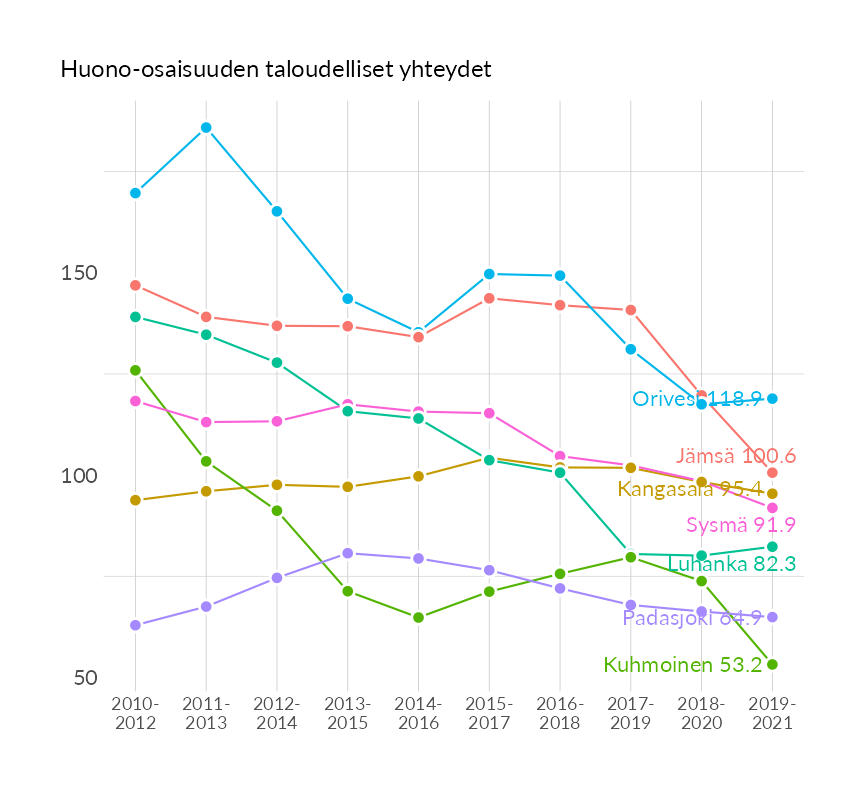 Huono-osaisuuden taloudelliset yhteydet
150
100
50
Orivesi 118.9
Jämsä 100.6
Kangasala 95.4
Sysmä 91.9
Luhanka 82.3
Padasjoki 64.9
Kuhmoinen 53.2
2010- 2011- 2012- 2013- 2014- 2015- 2016- 2017- 2018- 2019-
2012 2013 2014 2015 2016 2017 2018 2019 2020 2021